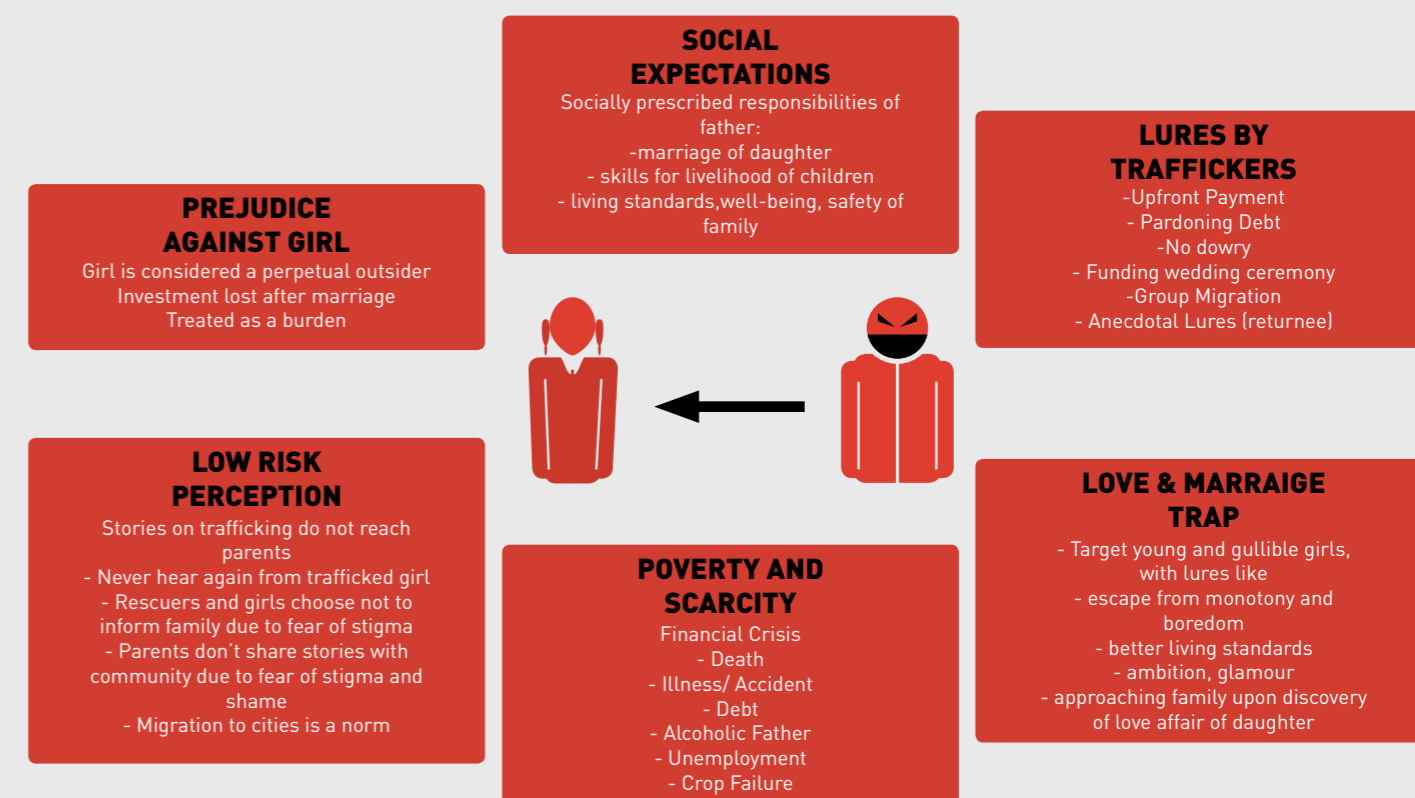 SOCIAL
EXPECTATIONS
Socially prescribed responsibilities of
father:
-marriage of daughter
- skills for livelihood of children
- living standards,well-being, safety of
family
LURES BY
TRAFFICKERS
-Upfront Payment
- Pardoning Debt
-No dowry
- Funding wedding ceremony
-Group Migration
- Anecdotal Lures (returnee)
PREJUDICE
AGAINST GIRL
Girl is considered a perpetual outsider
Investment lost after marriage
Treated as a burden
LOW RISK
PERCEPTION
Stories on trafficking do not reach
parents
- Never hear again from trafficked girl
- Rescuers and girls choose not to
inform family due to fear of stigma
- Parents don't share stories with
community due to fear of stigma and
shame
- Migration to cities is a norm
POVERTY AND
SCARCITY
Financial Crisis
- Death
- Illness/ Accident
- Debt
- Alcoholic Father
- Unemployment
- Crop Failure
LOVE & MARRAIGE
TRAP
- Target young and gullible girls,
with lures like
- escape from monotony and
boredom
- better living standards
- ambition, glamour
- approaching family upon discovery
of love affair of daughter